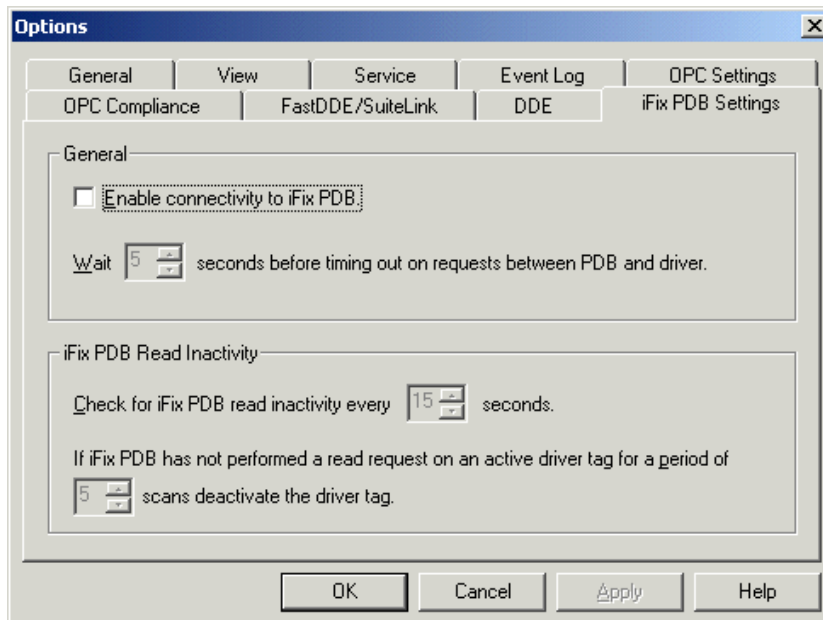 Options
General View Service Event Log OPC Settings
OPC Compliance FastDDE/SuiteLink DDE iFix PDB Settings
General
Enable connectivity to iFix PDB.
Wait 5 seconds before timing out on requests between PDB and driver.
iFix PDB Read Inactivity
Check for iFix PDB read inactivity every 15 seconds.
If iFix PDB has not performed a read request on an active driver tag for a period of
5 scans deactivate the driver tag.
OK Cancel Apply Help